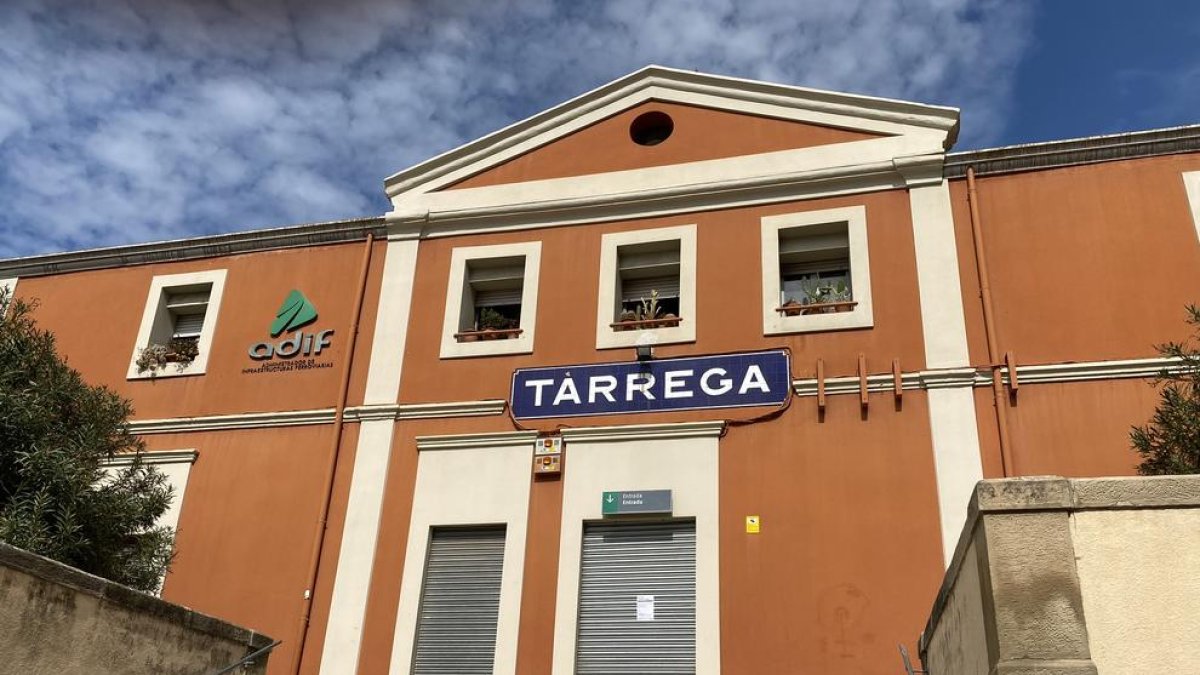 adif
ADMINISTRADOR DE
INFRAESTRUCTURAS FERROVIARIAS
TÀRREGA
Entrada
Entrada